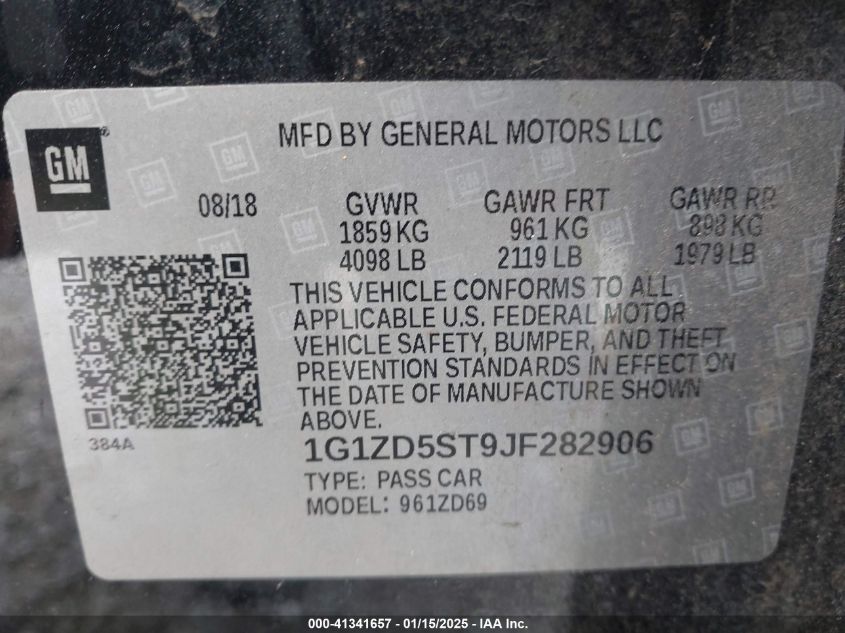 MFD BY GENERAL MOTORS LLC
GM
08/18 GVWR GAWR FRT GAWR RR
1859 KG 961 KG 898 KG
4098 LB 2119 LB 1979 LB
THIS VEHICLE CONFORMS TO ALL
APPLICABLE U.S. FEDERAL MOTOR
VEHICLE SAFETY, BUMPER, AND THEFT
PREVENTION STANDARDS IN EFFECT ON
THE DATE OF MANUFACTURE SHOWN
ABOVE.
384A
1G1ZD5ST9JF282906
TYPE: PASS CAR
MODEL: 961ZD69
000-41341657 - 01/15/2025 - IAA Inc.